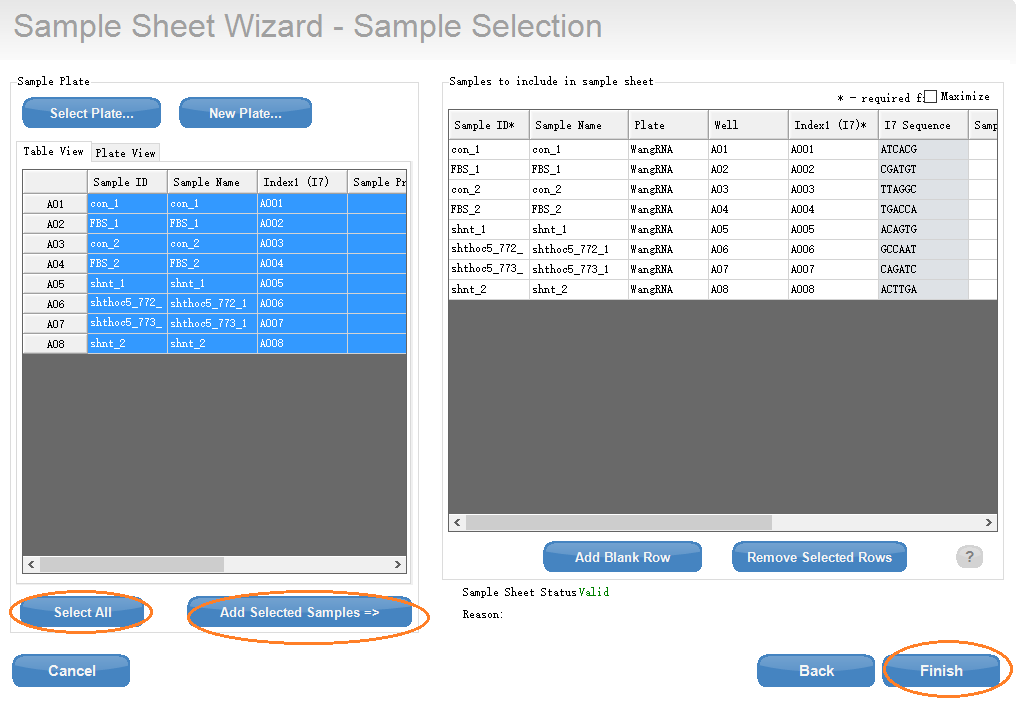 Sample Sheet Wizard - Sample Selection
Sample Plate
Select Plate... New Plate...
Table View Plate View
Sample ID Sample Name Index1 (I7) Sample Pr
A01 con_1 con_1 A001
A02 FBS_1 FBS_1 A002
A03 con_2 con_2 A003
A04 FBS_2 FBS_2 A004
A05 shnt_1 shnt_1 A005
A06 shthoc5_772_ shthoc5_772_1 A006
A07 shthoc5_773_ shthoc5_773_1 A007
A08 shnt_2 shnt_2 A008
Select All Add Selected Samples =>
Cancel
Samples to include in sample sheet
* - required f: Maximize
Sample ID* Sample Name Plate Well Index1 (I7)* I7 Sequence Samp
con_1 con_1 WangRNA A01 A001 ATCACG
FBS_1 FBS_1 WangRNA A02 A002 CGATGT
con_2 con_2 WangRNA A03 A003 TTAGGC
FBS_2 FBS_2 WangRNA A04 A004 TGACCA
shnt_1 shnt_1 WangRNA A05 A005 ACAGTG
shthoc5_772_ shthoc5_772_1 WangRNA A06 A006 GCCAAT
shthoc5_773_ shthoc5_773_1 WangRNA A07 A007 CAGATC
shnt_2 shnt_2 WangRNA A08 A008 ACTTGA
Add Blank Row Remove Selected Rows ?
Sample Sheet Status Valid
Reason:
Back Finish